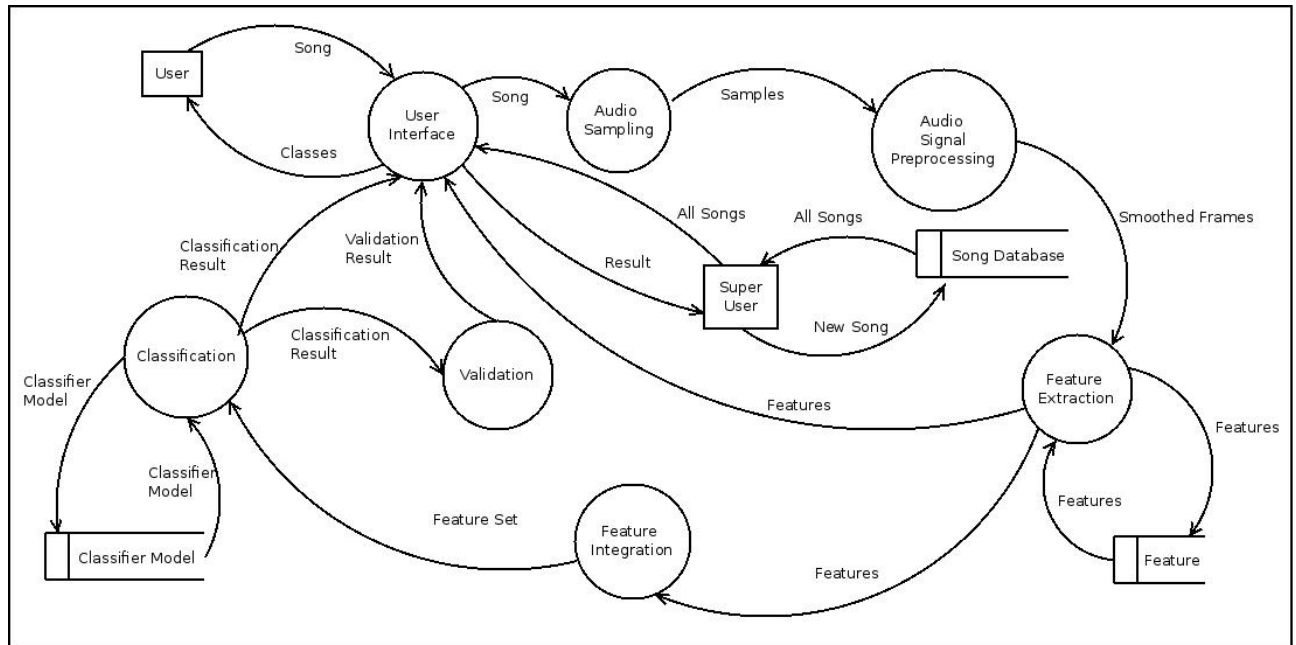 Song
User
User
Interface
Song
Audio
Sampling
Samples
Audio
Signal
Preprocessing
Classes
All Songs
All Songs
Smoothed Frames
Classification
Result
Validation
Result
Result
Song Database
Super
User
New Song
Classification
Result
Classification
Validation
Classifier
Model
Features
Feature
Extraction
Features
Classifier
Model
Features
Feature Set
Feature
Integration
Classifier Model
Feature
Features